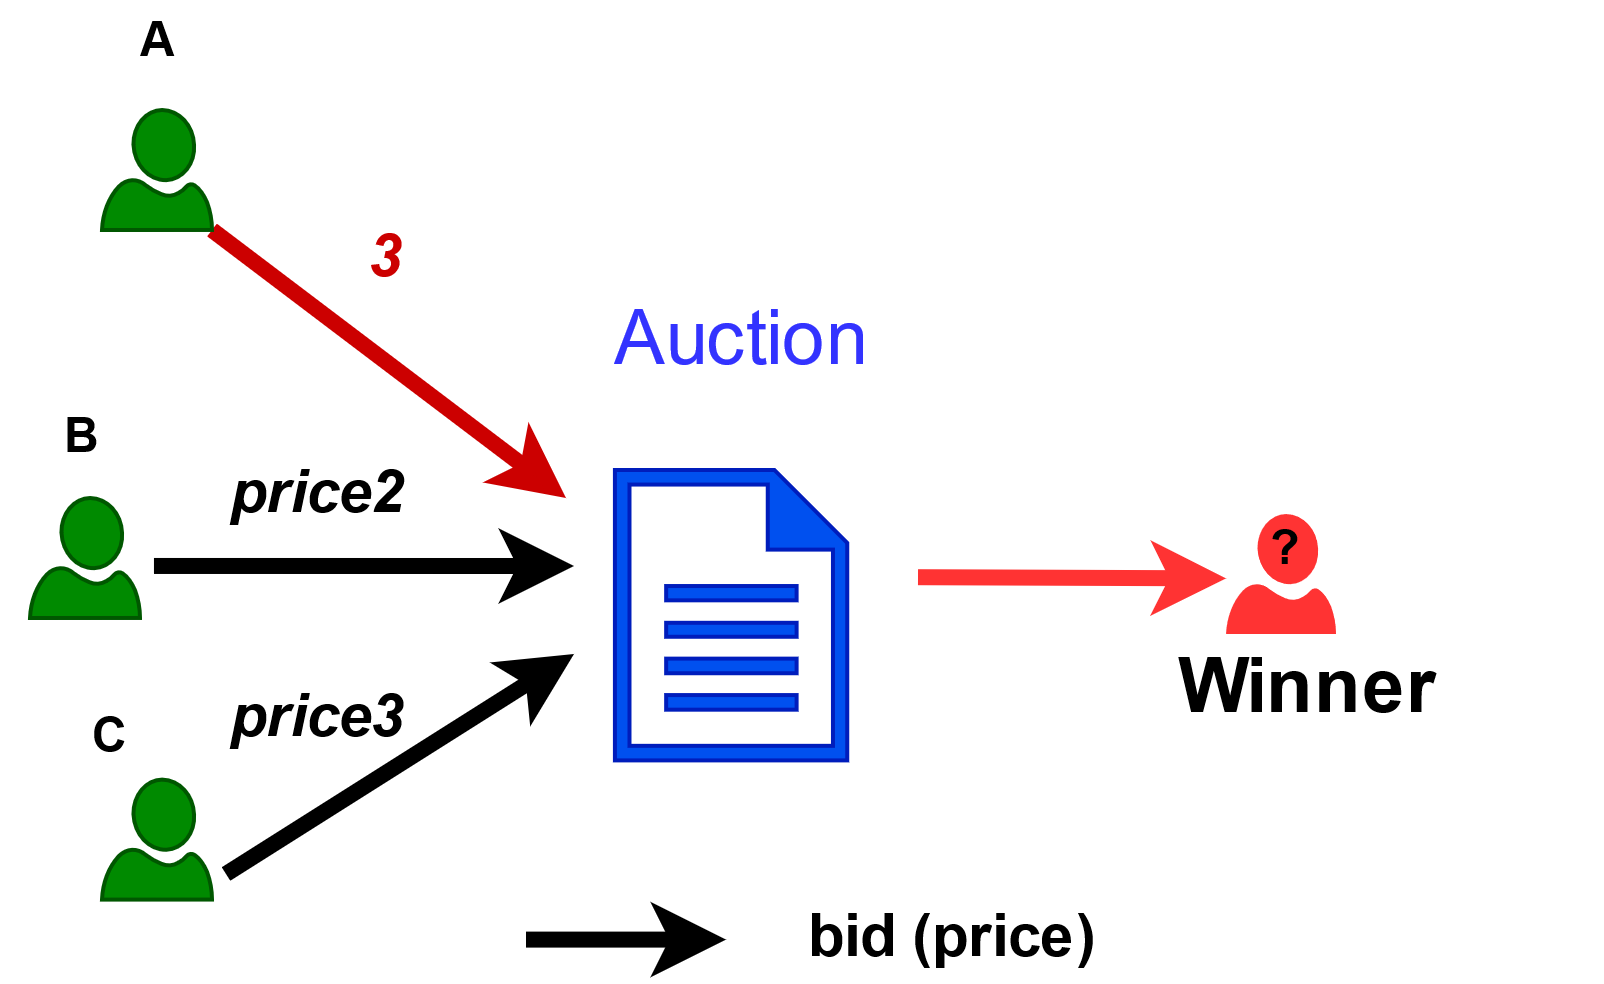 A
3
Auction
B
price2
?
Winner
C
price3
bid (price)